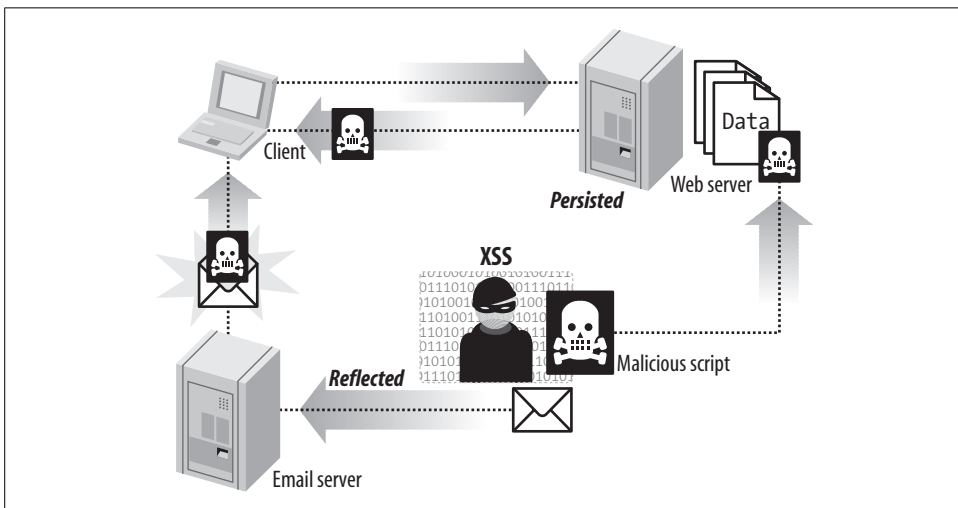 Client
Data
Web server
Persisted
XSS
Malicious script
Reflected
Email server